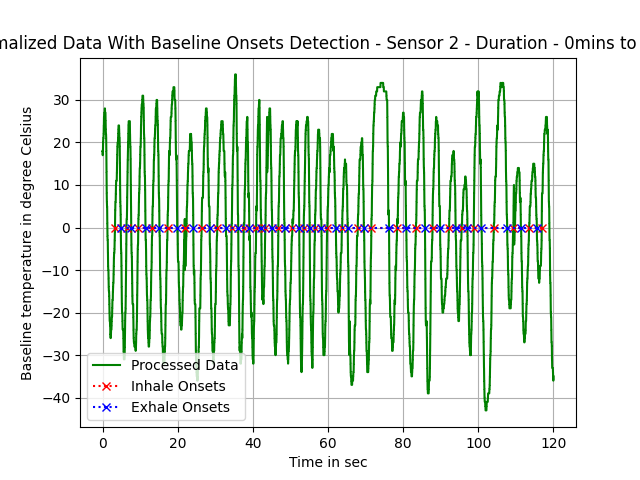 malized Data With Baseline Onsets Detection - Sensor 2 - Duration - 0mins to
Baseline temperature in degree Celsius
30
20
10
0
−10
−20
−30
−40
Processed Data
Inhale Onsets
Exhale Onsets
0 20 40 60 80 100 120
Time in sec